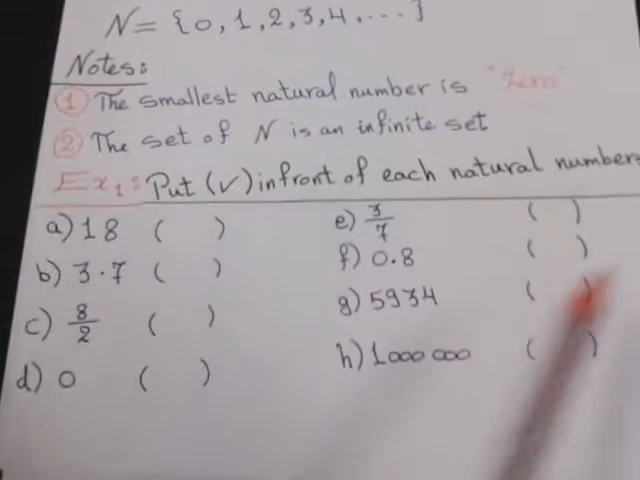 N = {0, 1, 2, 3, 4, ....}
Notes:
① The smallest natural number is "Zero"
② The set of N is an infinite set
Ex1: Put (✓) infront of each natural number:
a) 18 ( )
b) 3.7 ( )
c) 8/2 ( )
d) 0 ( )
e) 3/7 ( )
f) 0.8 ( )
g) 5934 ( )
h) 1000 000 ( )